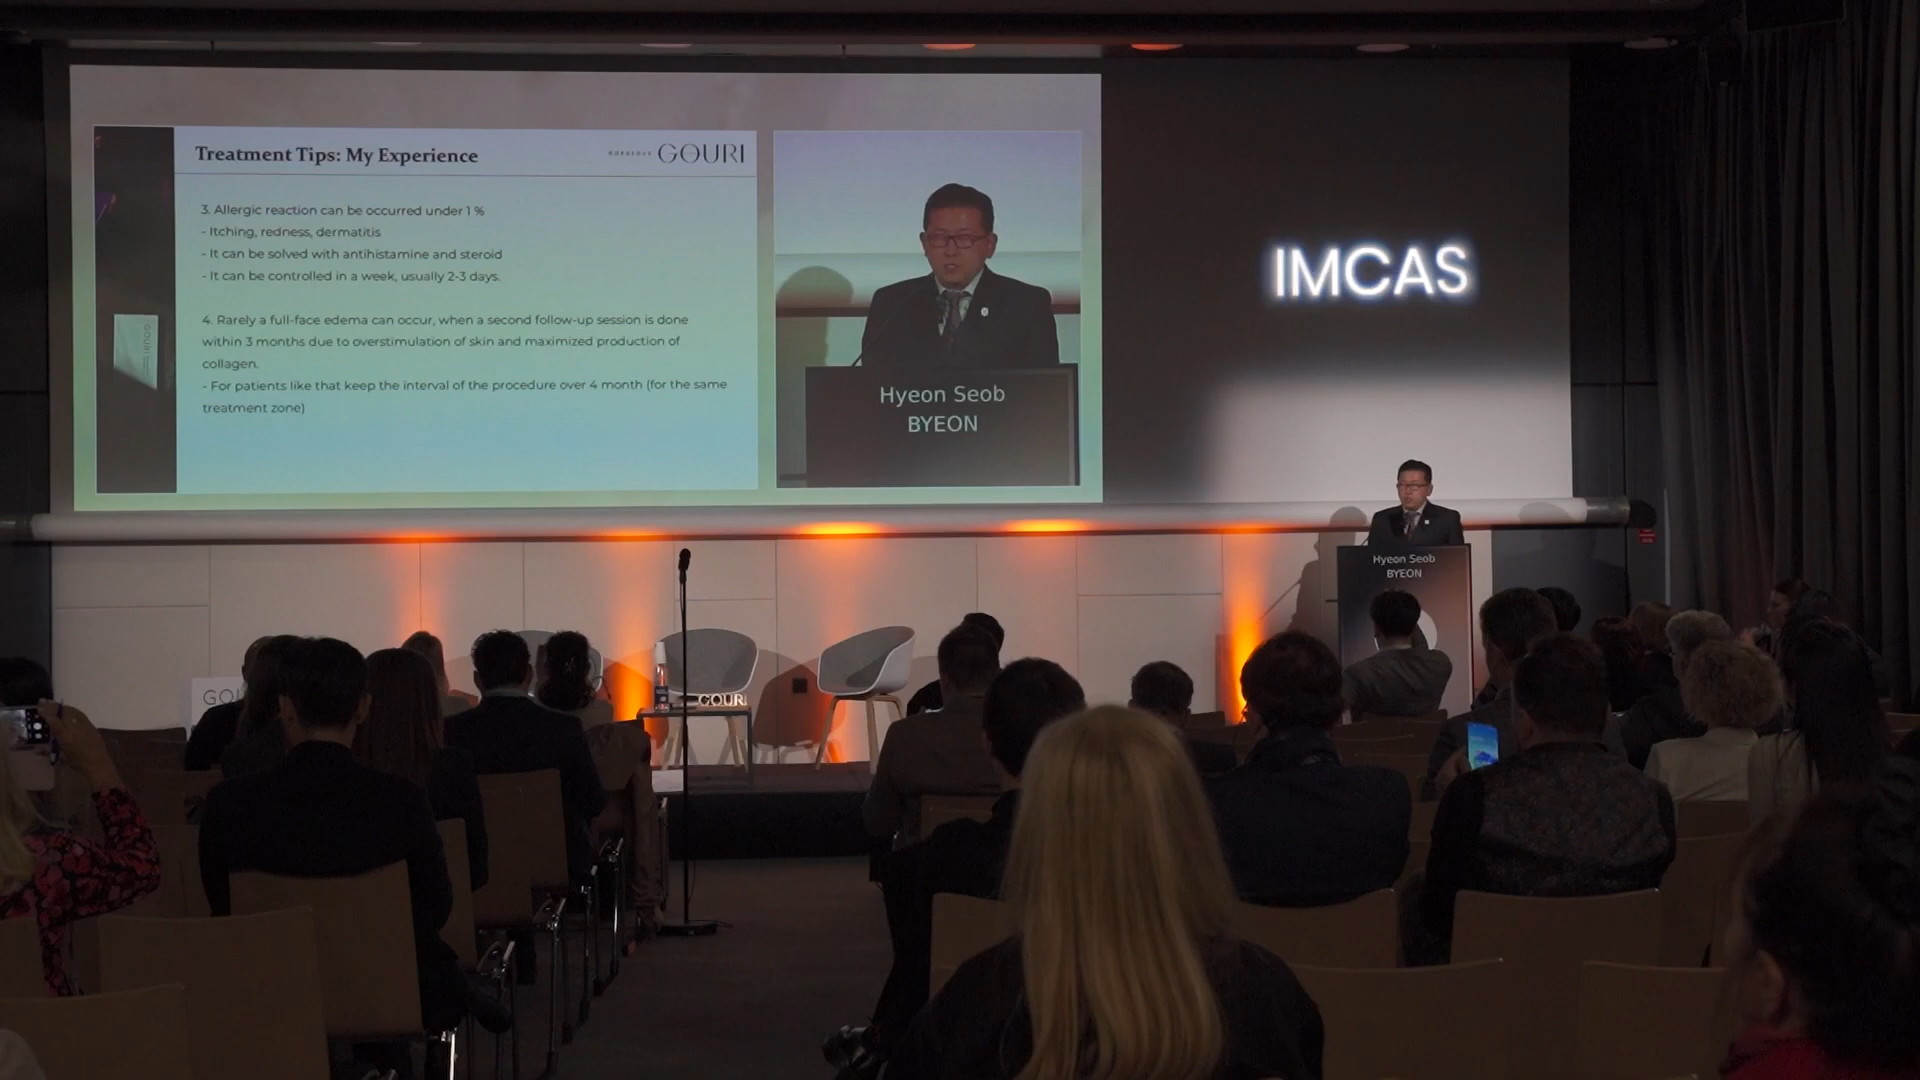 Treatment Tips: My Experience
GORGEOUS GOURI
3. Allergic reaction can be occurred under 1 %
- Itching, redness, dermatitis
- It can be solved with antihistamine and steroid
- It can be controlled in a week, usually 2-3 days.
4. Rarely a full-face edema can occur, when a second follow-up session is done
within 3 months due to overstimulation of skin and maximized production of
collagen.
- For patients like that keep the interval of the procedure over 4 month (for the same
treatment zone)
GOURI
Hyeon Seob
BYEON
IMCAS
Hyeon Seob
BYEON
GOURI
GOU